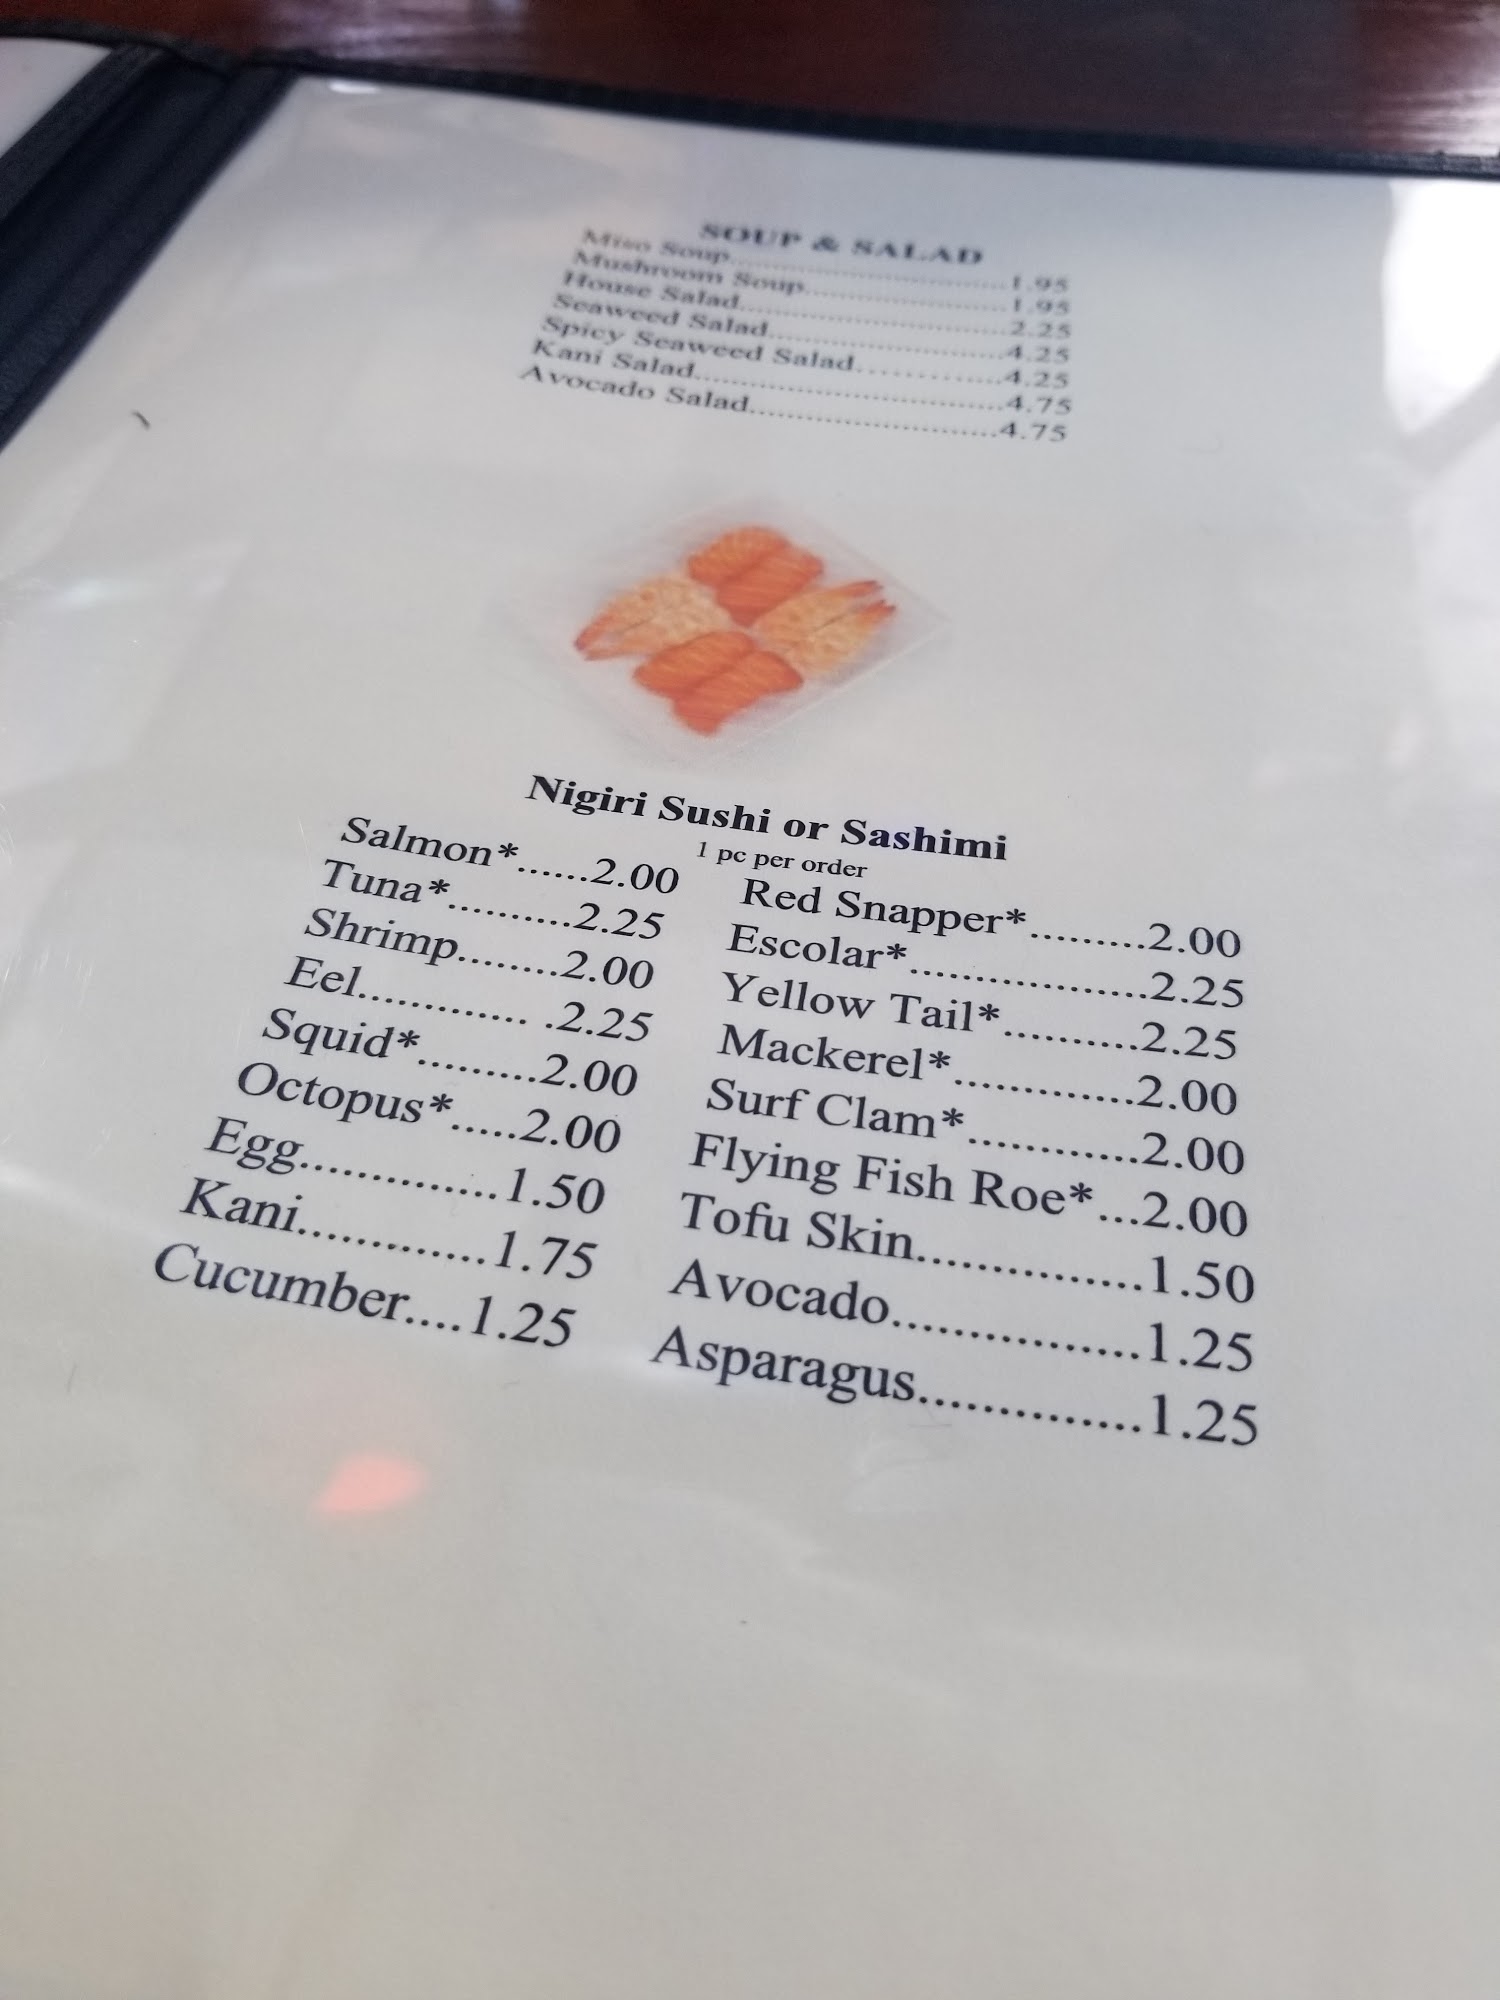 SOUP & SALAD
Miso Soup..............................1.95
Mushroom Soup......................1.95
House Salad.............................2.25
Seaweed Salad.........................4.25
Spicy Seaweed Salad.............4.25
Kani Salad................................4.75
Avocado Salad.........................4.75
Nigiri Sushi or Sashimi
1 pc per order
Salmon*......2.00
Tuna*..........2.25
Shrimp........2.00
Eel............ .2.25
Squid*.........2.00
Octopus*.....2.00
Egg..............1.50
Kani.............1.75
Cucumber....1.25
Red Snapper*.........2.00
Escolar*...................2.25
Yellow Tail*..........2.25
Mackerel*............2.00
Surf Clam*............2.00
Flying Fish Roe*...2.00
Tofu Skin...............1.50
Avocado................1.25
Asparagus..............1.25